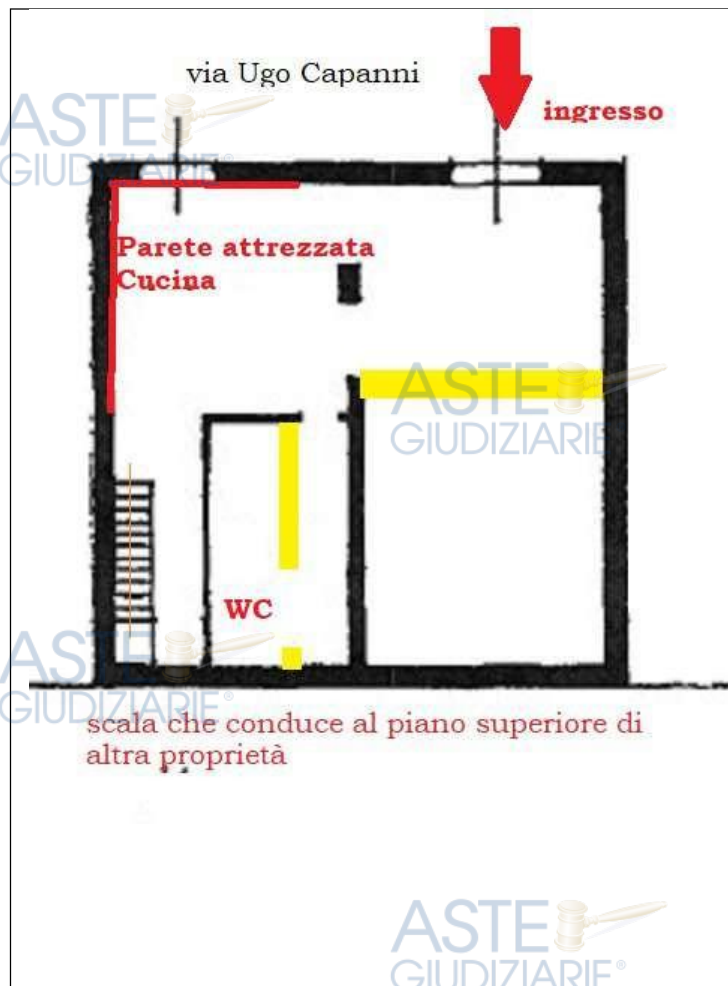 via Ugo Capanni
ingresso
ASTE
GIUDIZIARIE
Parete attrezzata
Cucina
ASTE
GIUDIZIARIE
WC
ASTE
GIUDIZIARIE®
scala che conduce al piano superiore di
altra proprietà
ASTE
GIUDIZIARIE®